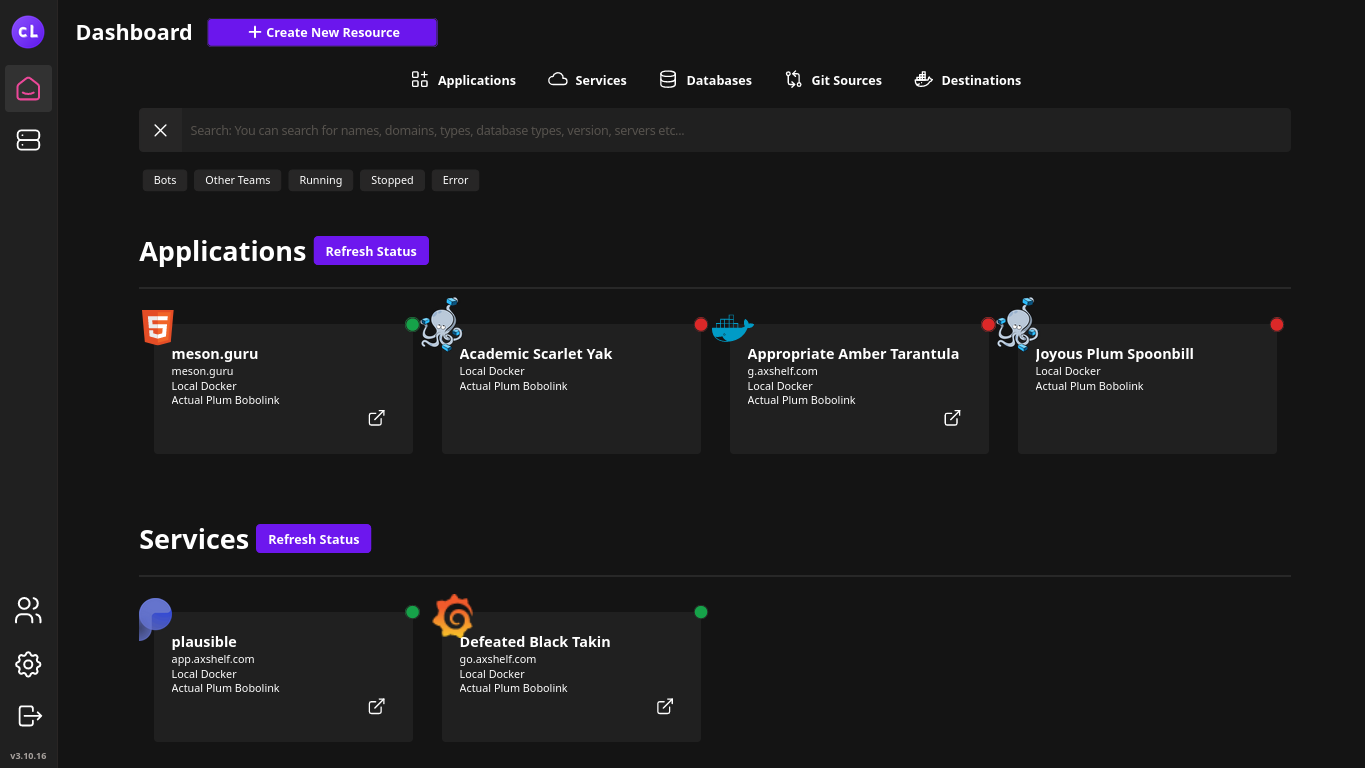 cL
Dashboard
Create New Resource
Applications
Services
Databases
Git Sources
Destinations
Search: You can search for names, domains, types, database types, version, servers etc...
Bots
Other Teams
Running
Stopped
Error
Applications
Refresh Status
meson.guru
meson.guru
Local Docker
Actual Plum Bobolink
Academic Scarlet Yak
Local Docker
Actual Plum Bobolink
Appropriate Amber Tarantula
g.axshelf.com
Local Docker
Actual Plum Bobolink
Joyous Plum Spoonbill
Local Docker
Actual Plum Bobolink
Services
Refresh Status
plausible
app.axshelf.com
Local Docker
Actual Plum Bobolink
Defeated Black Takin
go.axshelf.com
Local Docker
Actual Plum Bobolink
v3.10.16